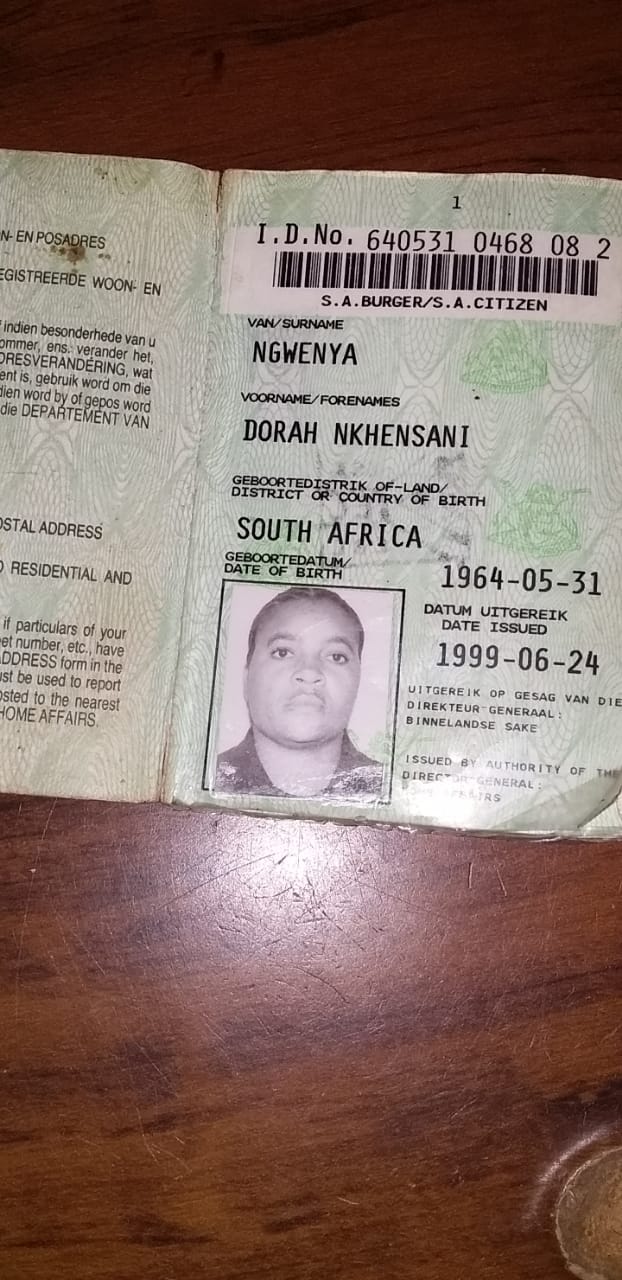 N- EN POSADRES
EGISTREERDE WOON- EN
indien besonderhede van u
ommer, ens. verander het,
DRESVERANDERING, wat
ent is, gebruik word om die
dien word by of gepos word
die DEPARTEMENT VAN
OSTAL ADDRESS
RESIDENTIAL AND
if particulars of your
eet number, etc., have
ADDRESS form in the
ust be used to report
osted to the nearest
HOME AFFAIRS.
1
I.D.No. 640531 0468 08 2
S.A.BURGER/S.A.CITIZEN
VAN/SURNAME
NGWENYA
VOORNAME/FORENAMES
DORAH NKHENSANI
GEBOORTEDISTRIK OF-LAND/
DISTRICT OR COUNTRY OF BIRTH
SOUTH AFRICA
GEBOORTEDATUM/
DATE OF BIRTH
1964-05-31
DATUM UITGEREIK
DATE ISSUED
1999-06-24
UITGEREIK OP GESAG VAN DIE
DIREKTEUR-GENERAAL:
BINNELANDSE SAKE
ISSUED BY AUTHORITY OF THE
DIRECTOR-GENERAL:
AFFAIRS